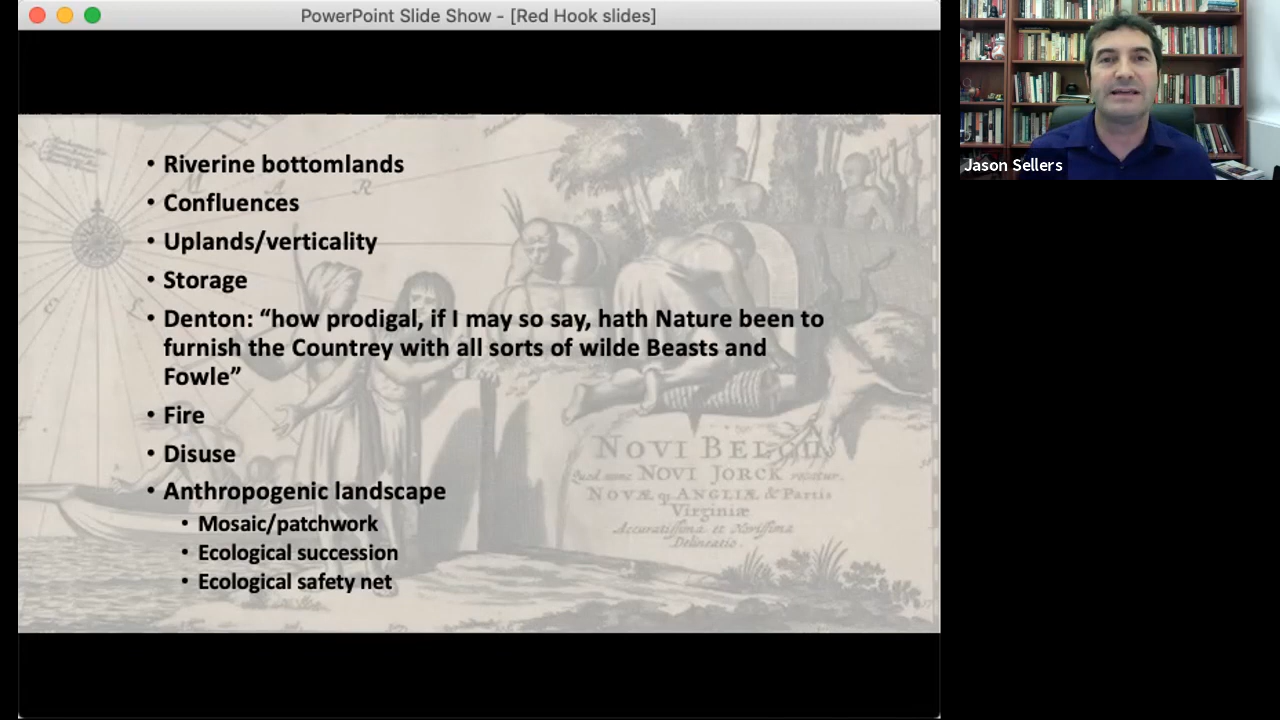 PowerPoint Slide Show - [Red Hook slides]
• Riverine bottomlands
• Confluences
• Uplands/verticality
• Storage
• Denton: “how prodigal, if I may so say, hath Nature been to
furnish the Countrey with all sorts of wilde Beasts and
Fowle”
• Fire
• Disuse
• Anthropogenic landscape
• Mosaic/patchwork
• Ecological succession
• Ecological safety net
M A R
NOVI BELGII
Quod nunc NOVI JORCK vocatur,
NOVÆ q, ANGLIÆ & Partis
Virginiæ
Accuratissima et Novissima
Delineatio.
Jason Sellers